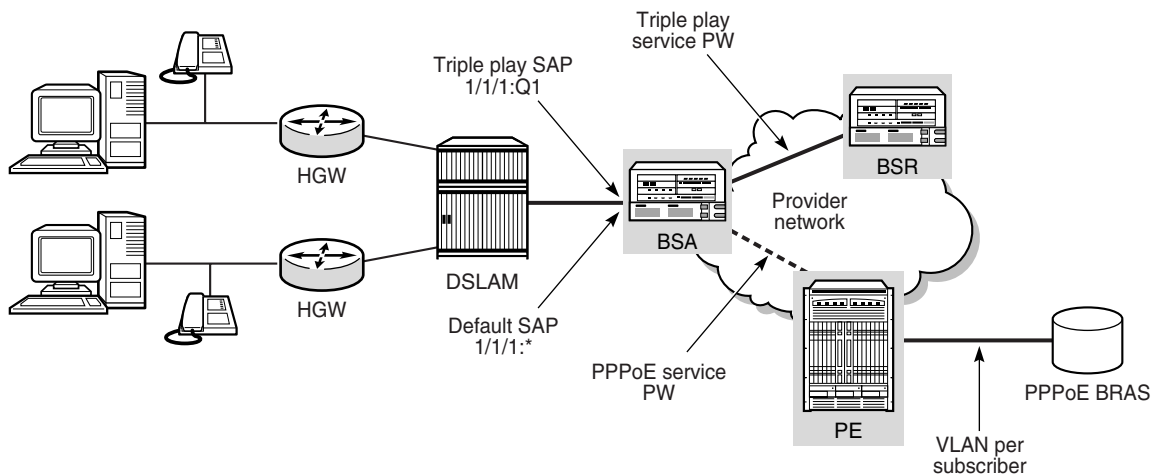 Triple play
service PW
Triple play SAP
1/1/1:Q1
HGW
BSR
Provider
network
BSA
HGW
DSLAM
Default SAP
1/1/1:*
PPPoE service
PW
PE
PPPoE BRAS
VLAN per
subscriber